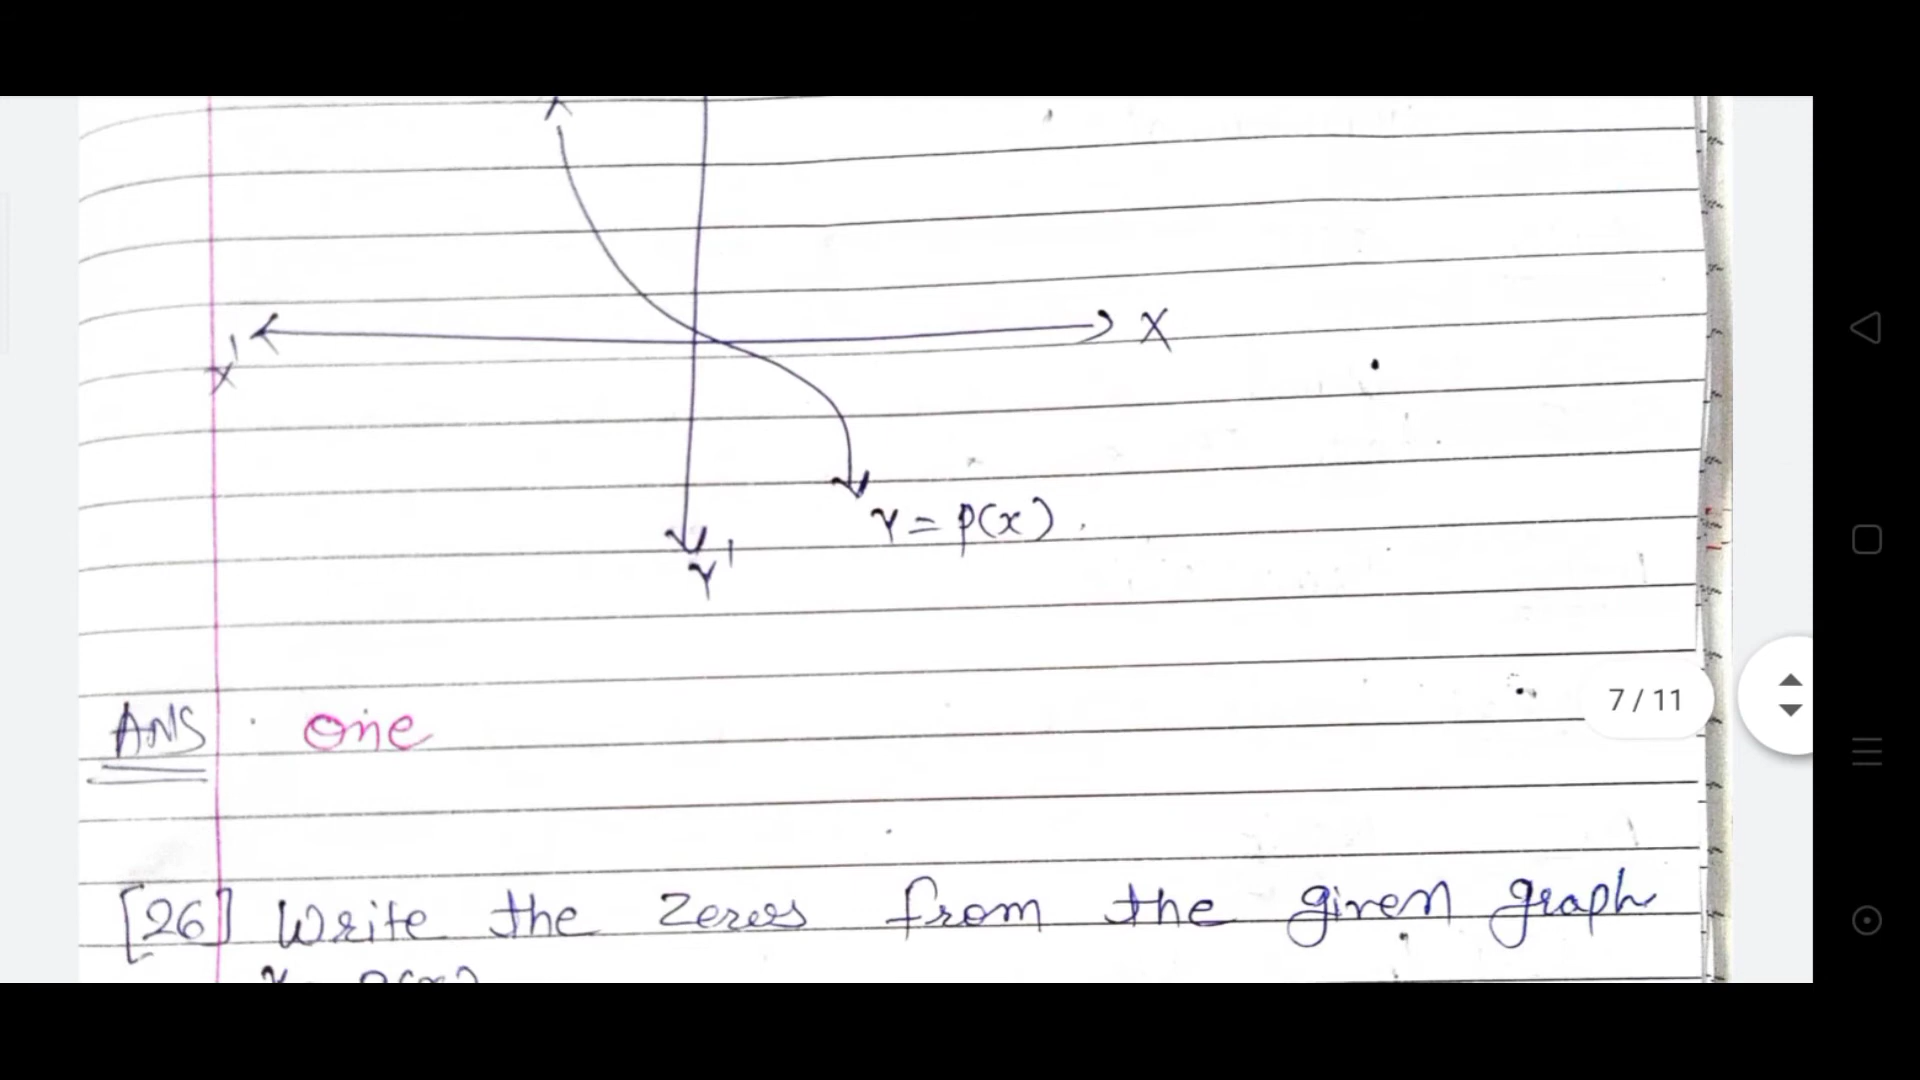 X' X
Y = p(x).
Y'
7 / 11
ANS. one
[26] Write the zeroes from the given graph